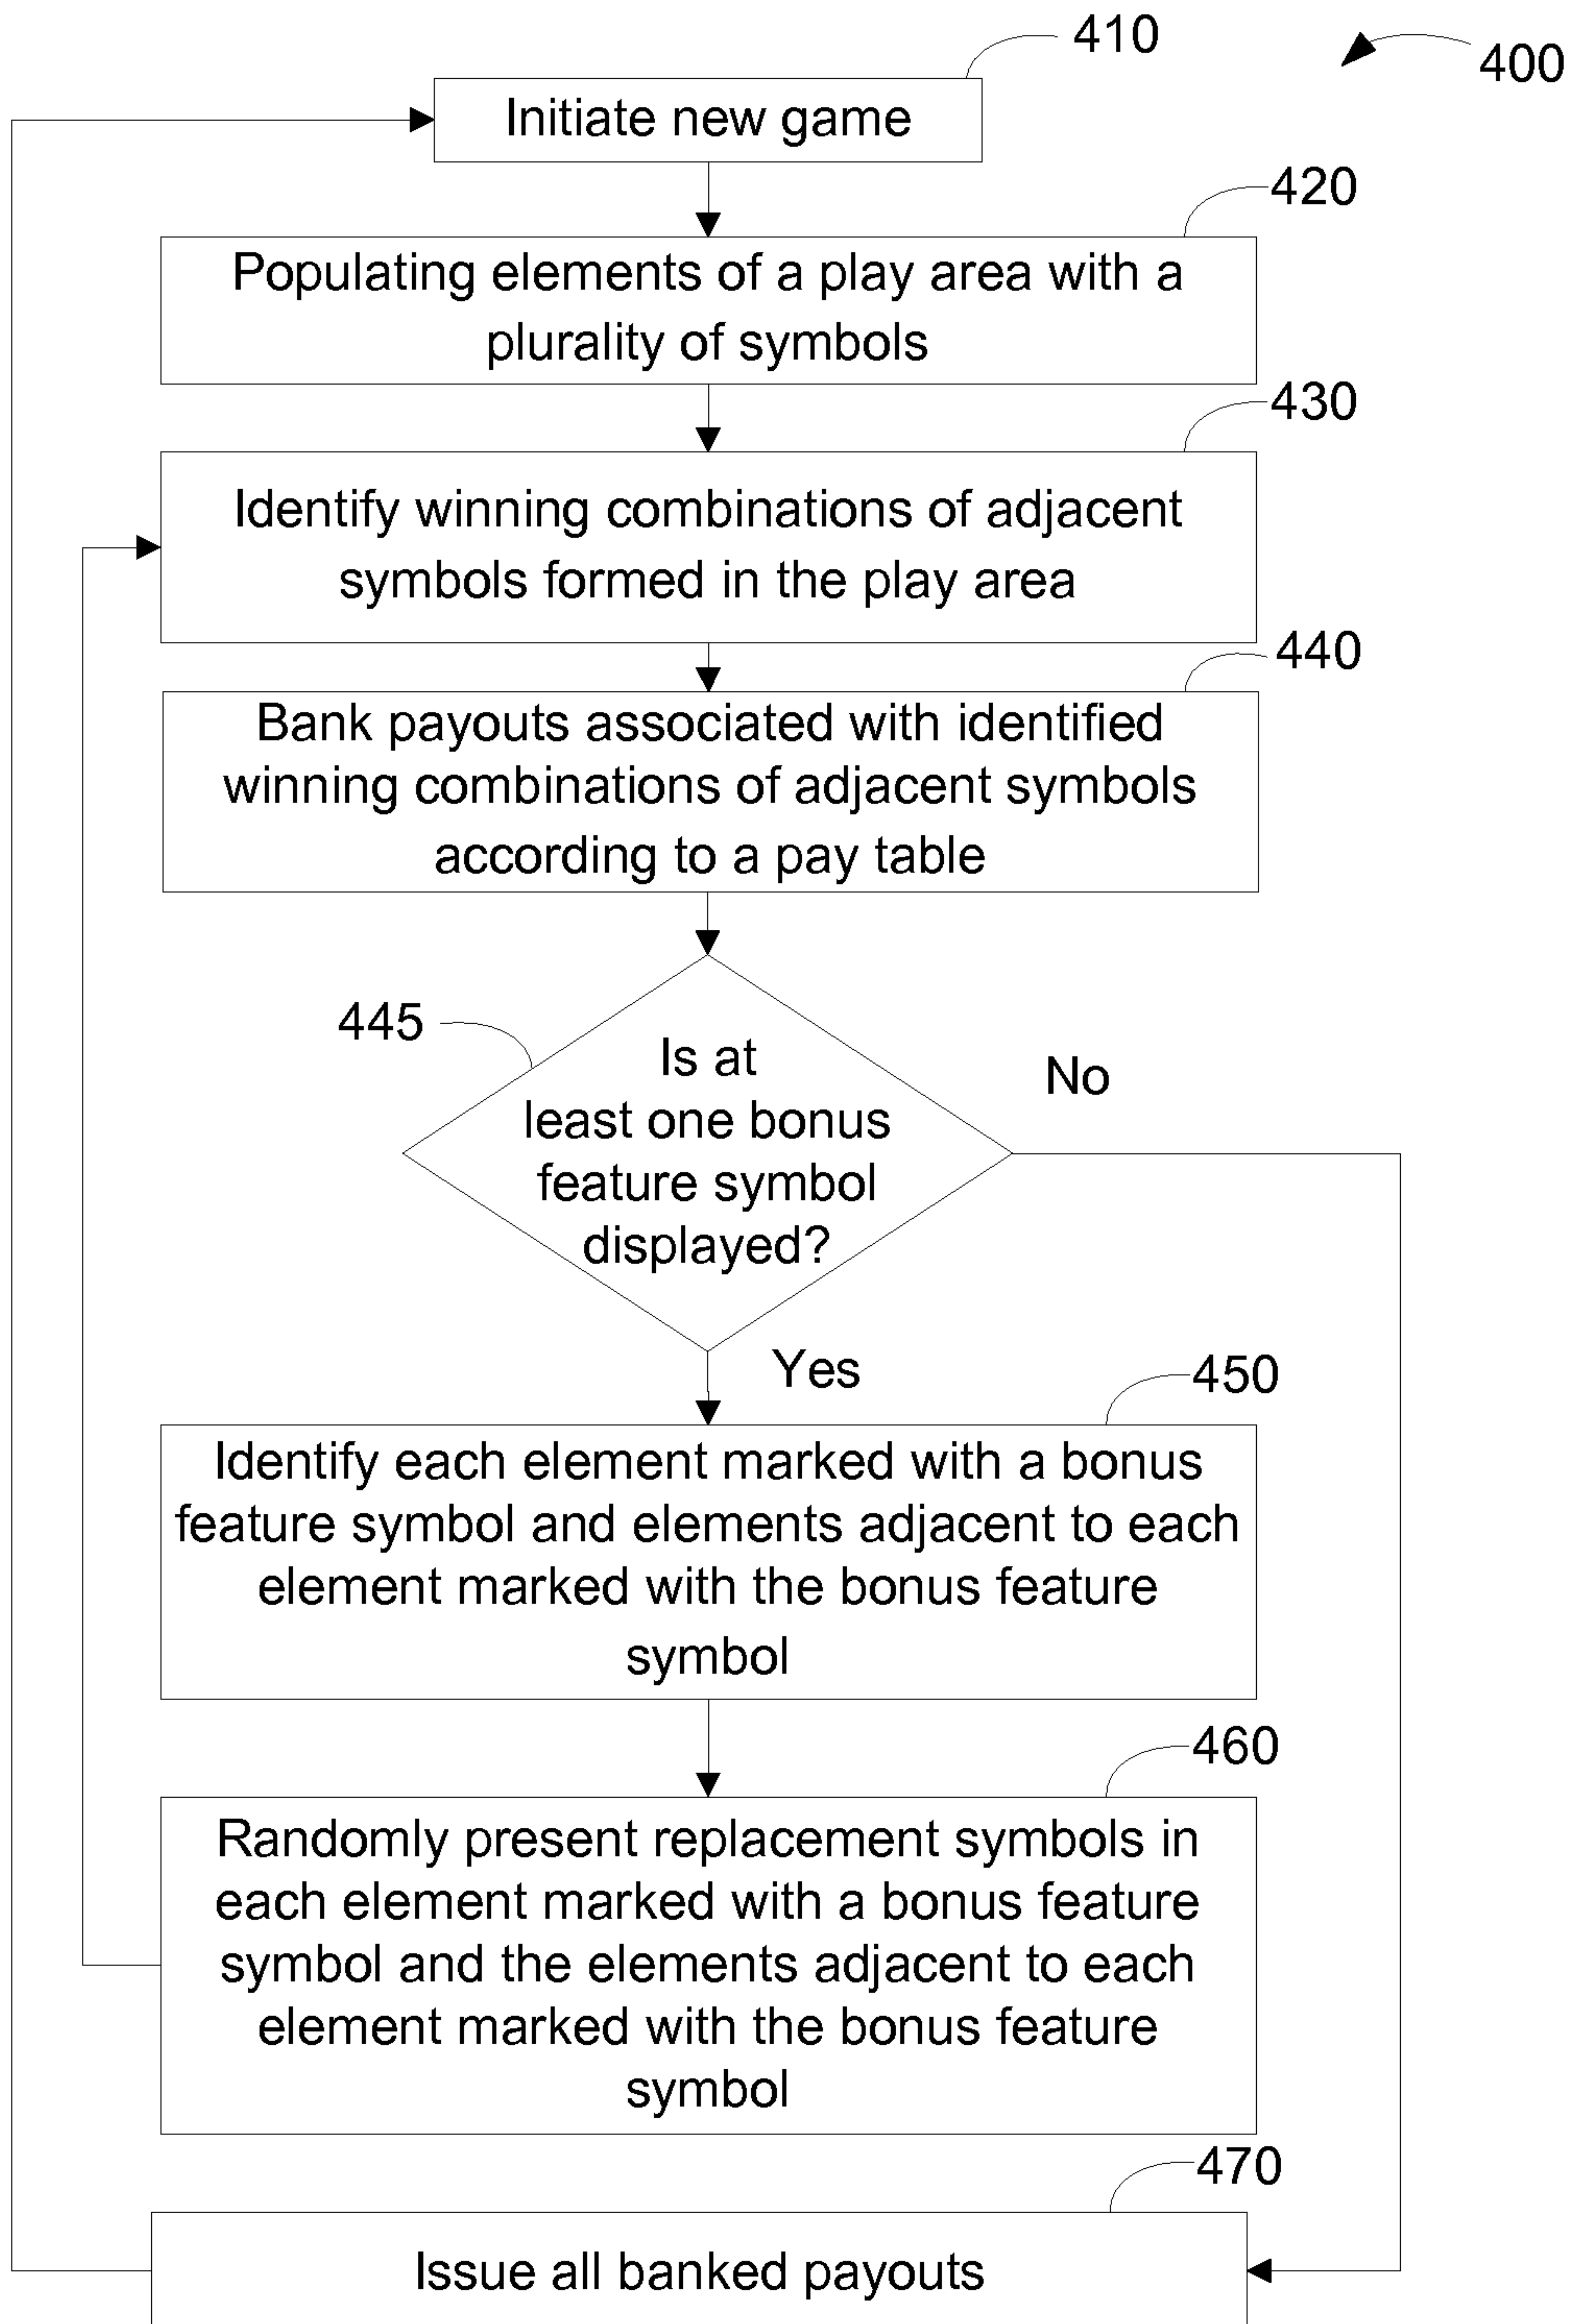 410
400
Initiate new game
420
Populating elements of a play area with a
plurality of symbols
430
Identify winning combinations of adjacent
symbols formed in the play area
440
Bank payouts associated with identified
winning combinations of adjacent symbols
according to a pay table
445
Is at
least one bonus
feature symbol
displayed?
No
Yes
450
Identify each element marked with a bonus
feature symbol and elements adjacent to each
element marked with the bonus feature
symbol
460
Randomly present replacement symbols in
each element marked with a bonus feature
symbol and the elements adjacent to each
element marked with the bonus feature
symbol
470
Issue all banked payouts